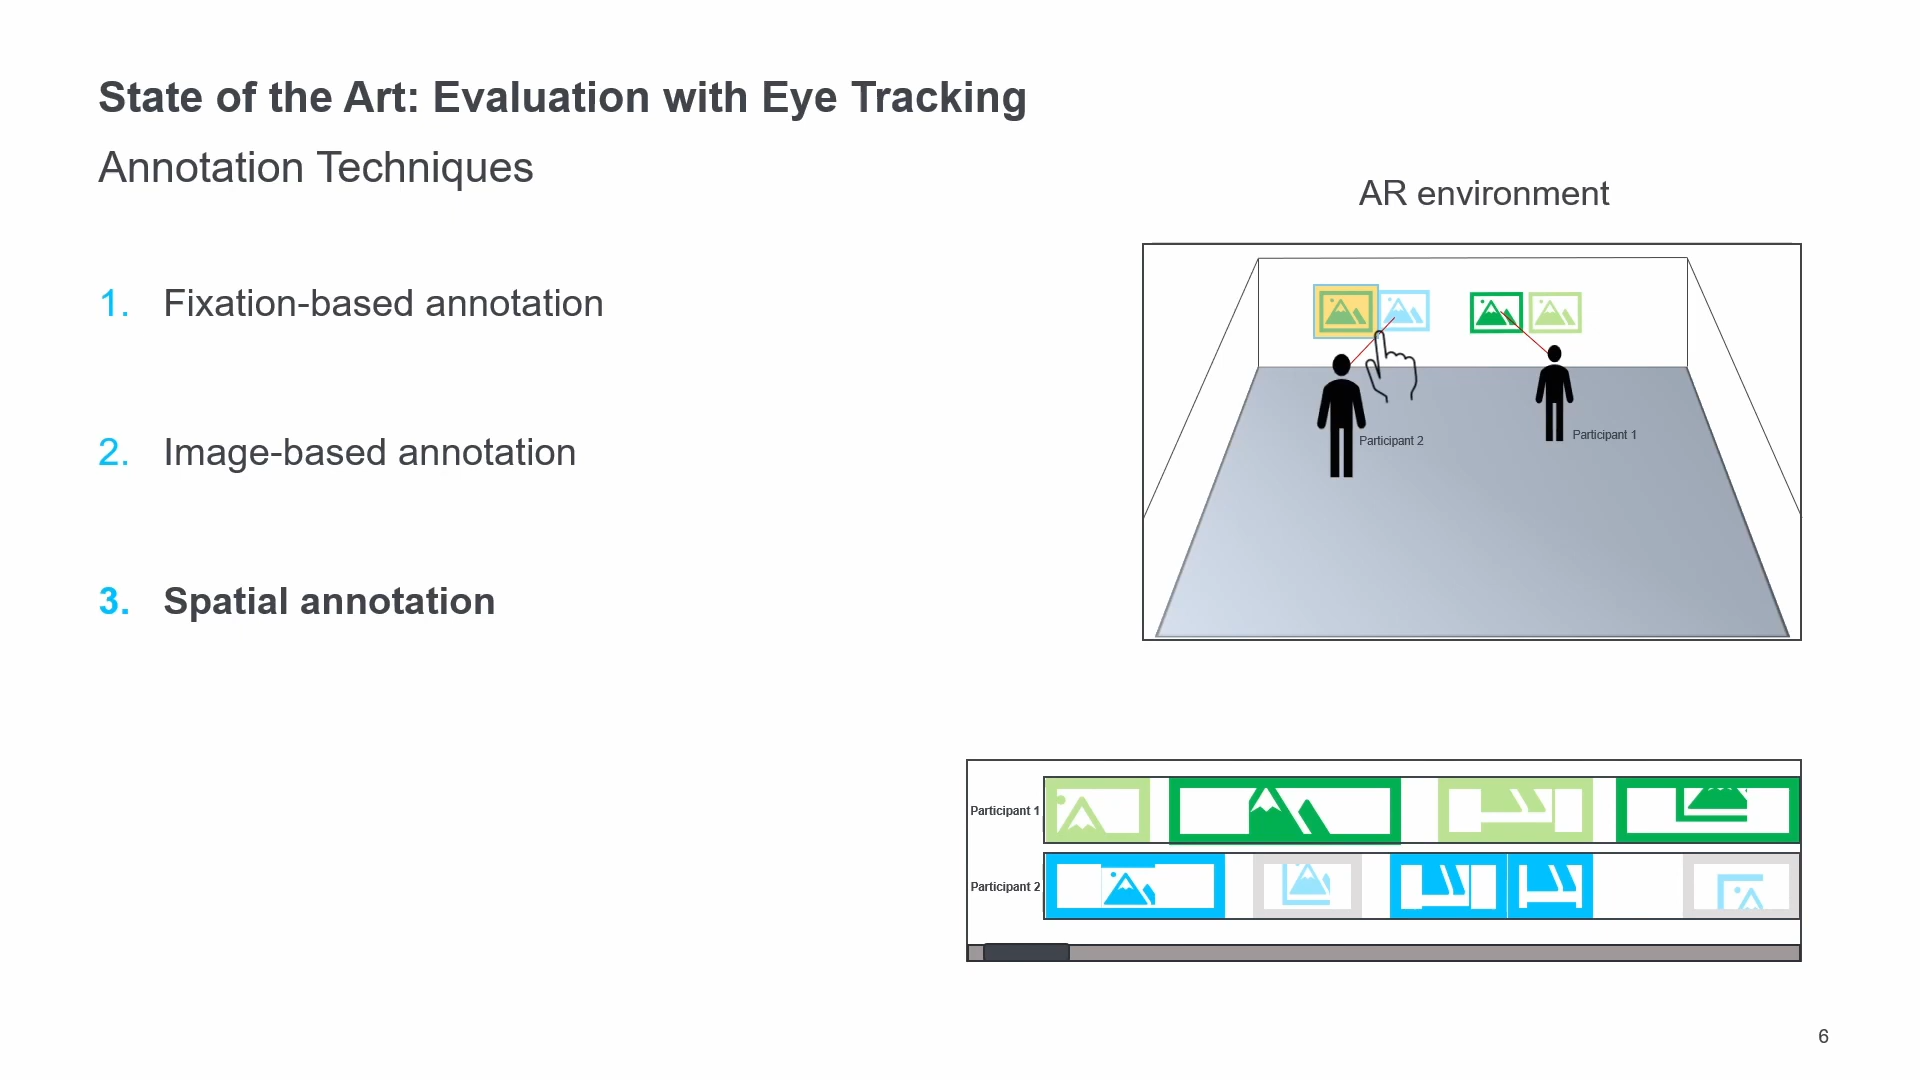 State of the Art: Evaluation with Eye Tracking
Annotation Techniques
AR environment
1. Fixation-based annotation
2. Image-based annotation
3. Spatial annotation
Participant 2
Participant 1
Participant 1
Participant 2
6